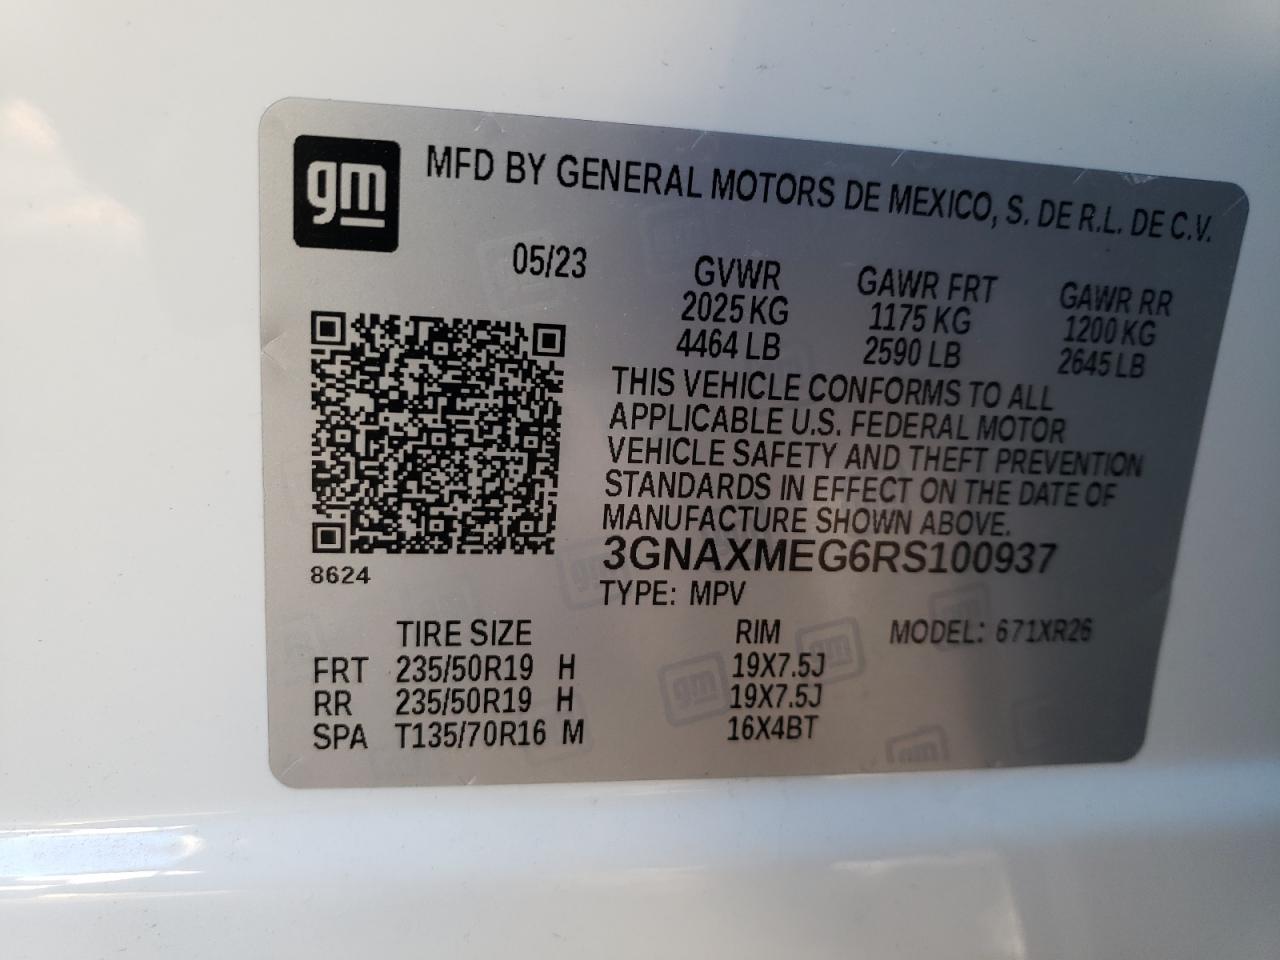 gm
MFD BY GENERAL MOTORS DE MEXICO, S. DE R.L. DE C.V.
05/23 GVWR GAWR FRT GAWR RR
2025 KG 1175 KG 1200 KG
4464 LB 2590 LB 2645 LB
THIS VEHICLE CONFORMS TO ALL
APPLICABLE U.S. FEDERAL MOTOR
VEHICLE SAFETY AND THEFT PREVENTION
STANDARDS IN EFFECT ON THE DATE OF
MANUFACTURE SHOWN ABOVE.
3GNAXMEG6RS100937
8624
TYPE: MPV
TIRE SIZE RIM MODEL: 671XR26
FRT 235/50R19 H 19X7.5J
RR 235/50R19 H 19X7.5J
SPA T135/70R16 M 16X4BT